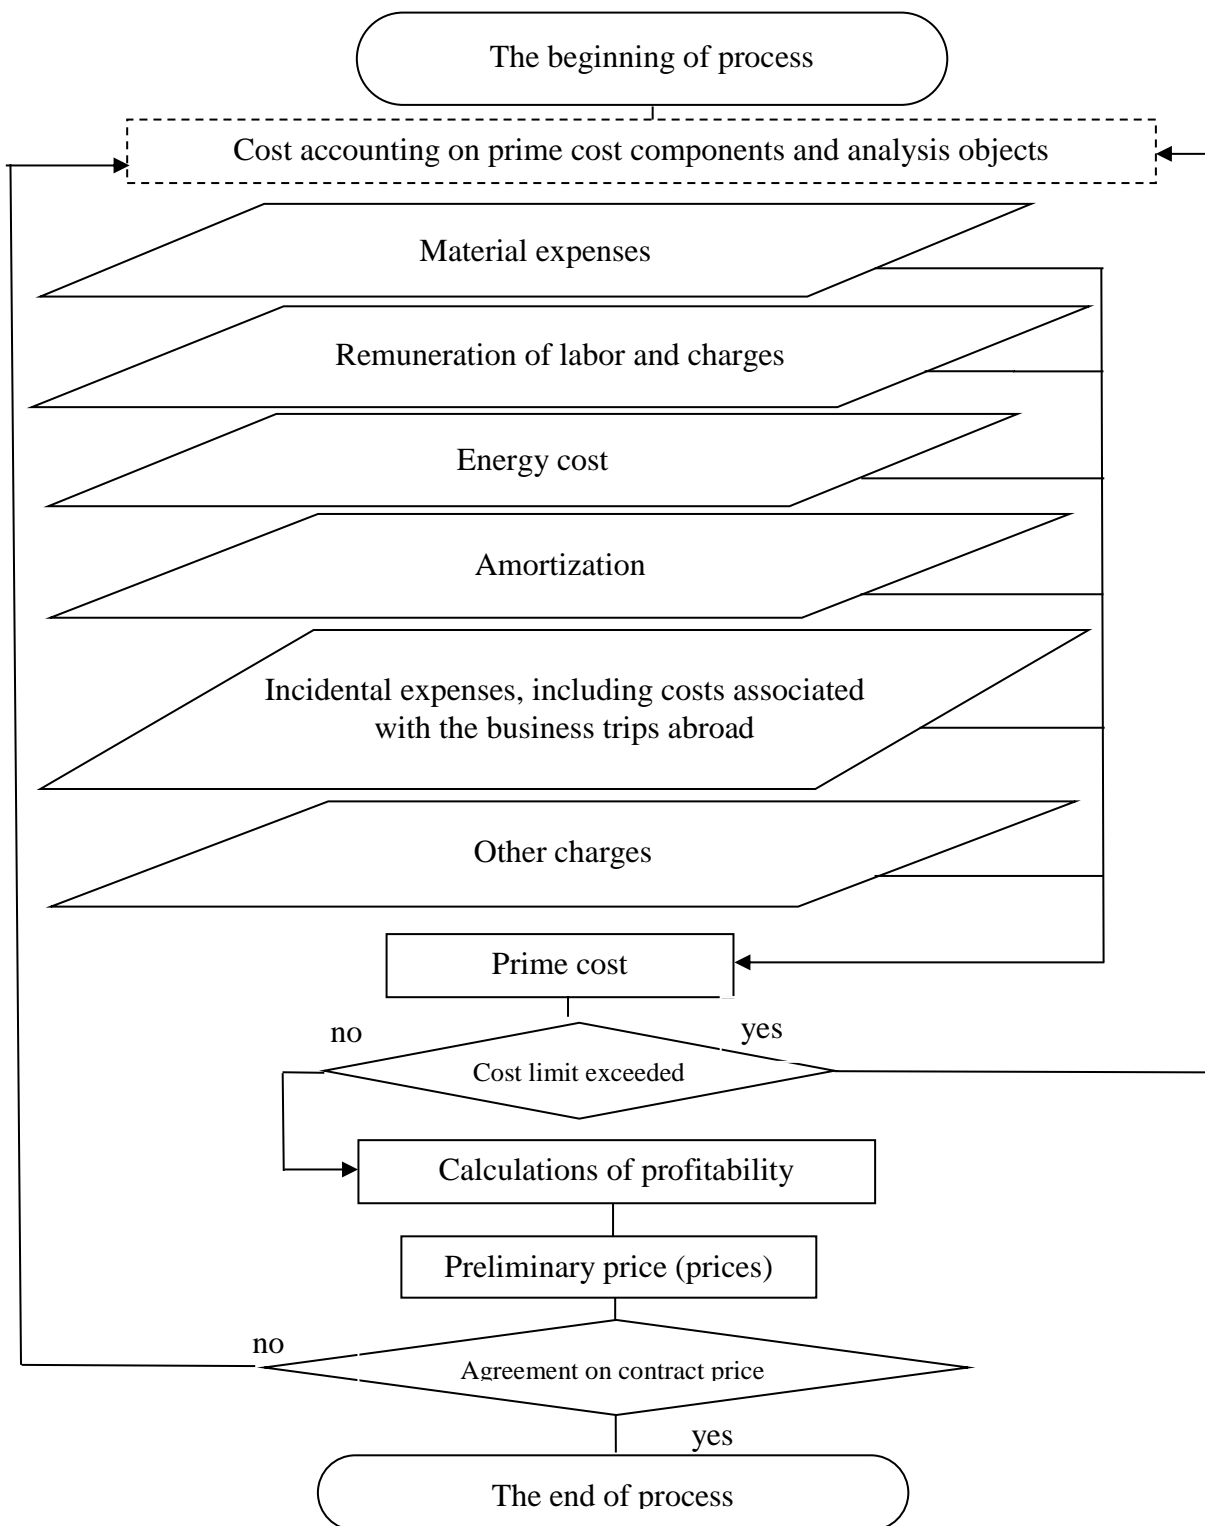 The beginning of process
Cost accounting on prime cost components and analysis objects
Material expenses
Remuneration of labor and charges
Energy cost
Amortization
Incidental expenses, including costs associated
with the business trips abroad
Other charges
Prime cost
no
yes
Cost limit exceeded
Calculations of profitability
Preliminary price (prices)
no
Agreement on contract price
yes
The end of process